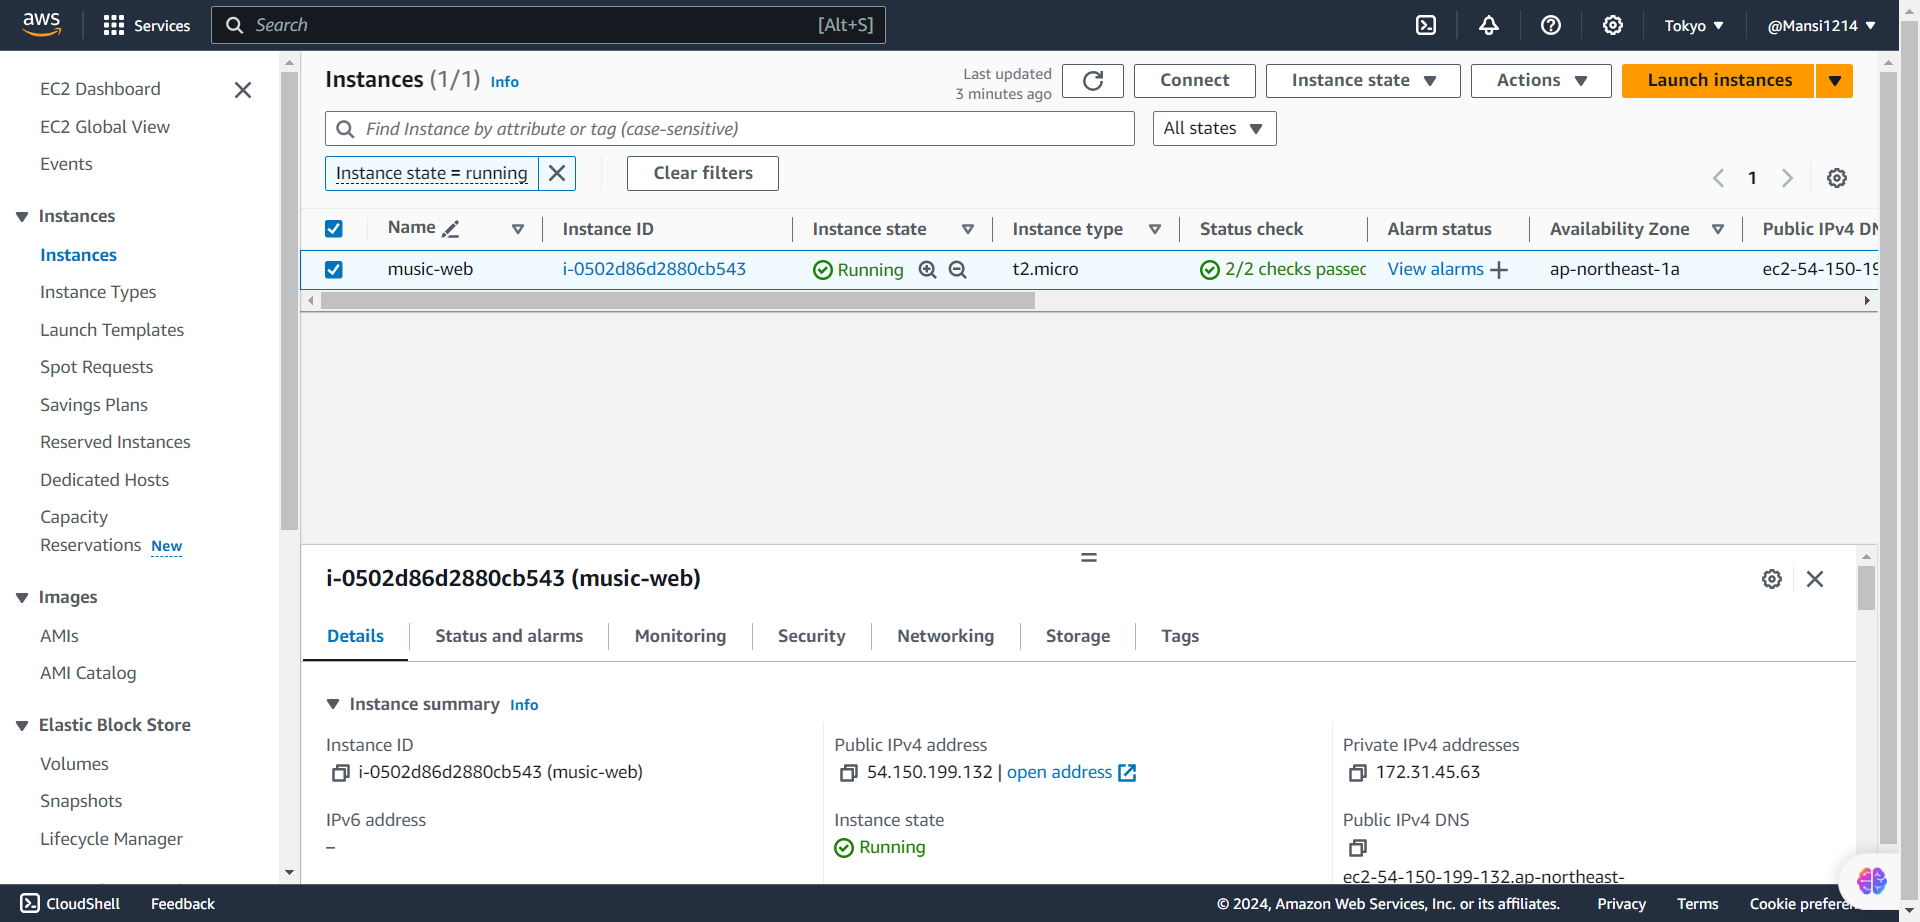 aws
Services
Search
[Alt+S]
Tokyo
@Mansi1214
EC2 Dashboard
EC2 Global View
Events
Instances
Instances
Instance Types
Launch Templates
Spot Requests
Savings Plans
Reserved Instances
Dedicated Hosts
Capacity
Reservations New
Images
AMIs
AMI Catalog
Elastic Block Store
Volumes
Snapshots
Lifecycle Manager
Instances (1/1) Info
Last updated
3 minutes ago
Connect
Instance state
Actions
Launch instances
Find Instance by attribute or tag (case-sensitive)
All states
Instance state = running
Clear filters
1
Name Instance ID Instance state Instance type Status check Alarm status Availability Zone Public IPv4 DN
music-web i-0502d86d2880cb543 Running t2.micro 2/2 checks passed View alarms ap-northeast-1a ec2-54-150-19
i-0502d86d2880cb543 (music-web)
Details Status and alarms Monitoring Security Networking Storage Tags
Instance summary Info
Instance ID
i-0502d86d2880cb543 (music-web)
Public IPv4 address
54.150.199.132 | open address
Private IPv4 addresses
172.31.45.63
IPv6 address
–
Instance state
Running
Public IPv4 DNS
ec2-54-150-199-132.ap-northeast-
CloudShell Feedback
© 2024, Amazon Web Services, Inc. or its affiliates. Privacy Terms Cookie prefere